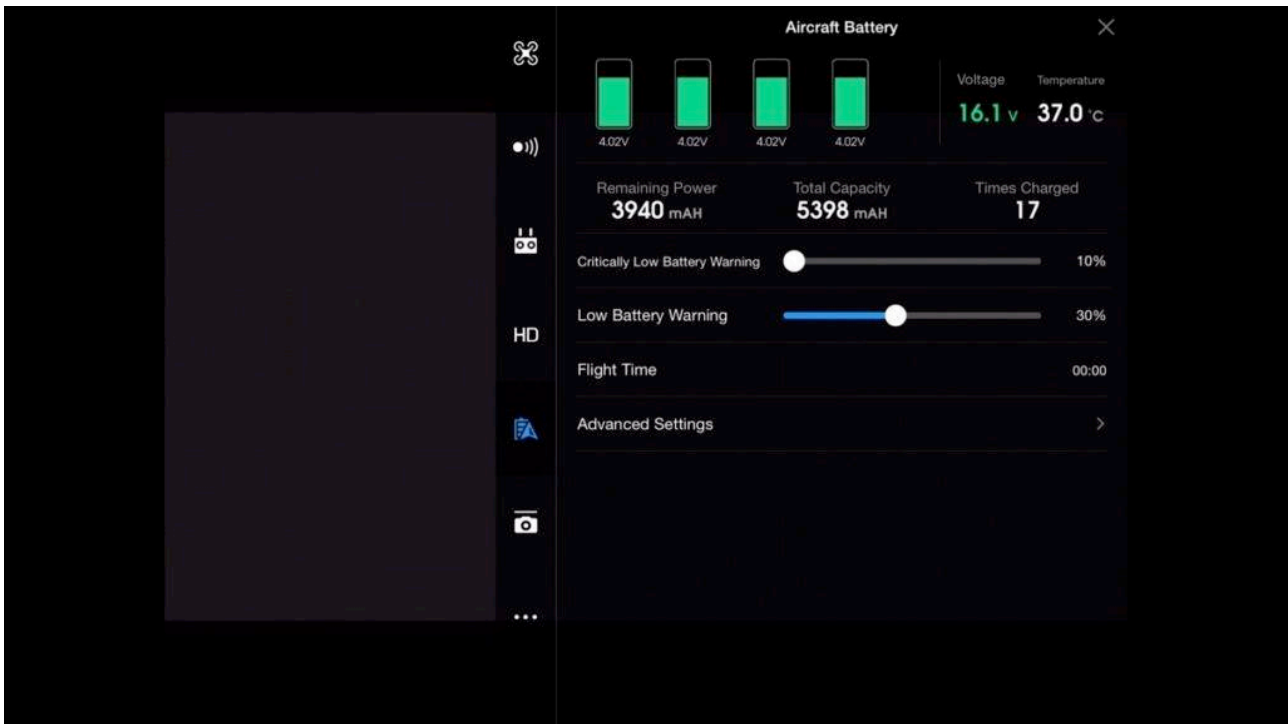 Aircraft Battery
Voltage Temperature
16.1 V 37.0 °C
4.02V 4.02V 4.02V 4.02V
Remaining Power Total Capacity Times Charged
3940 mAH 5398 mAH 17
Critically Low Battery Warning 10%
Low Battery Warning 30%
HD
Flight Time 00:00
Advanced Settings